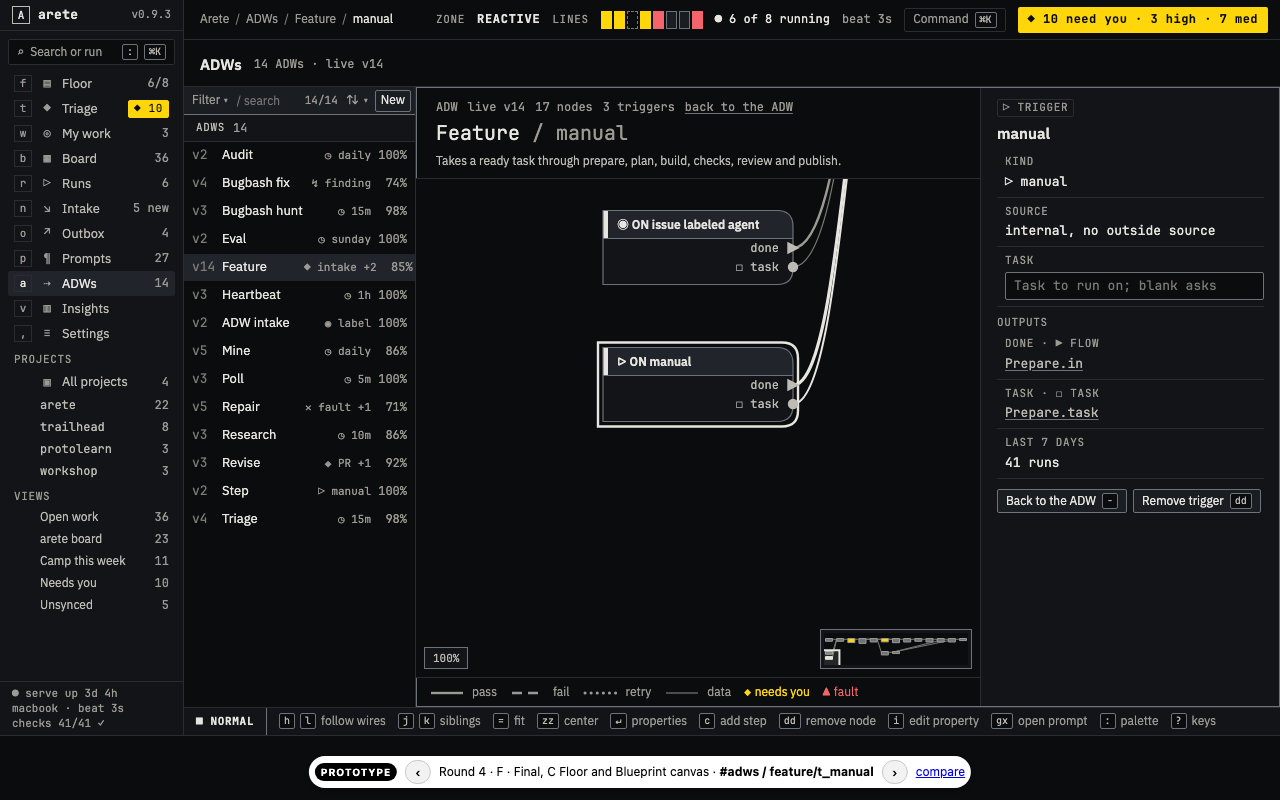 A arete v0.9.3
Search or run : ⌘K
f Floor 6/8
t Triage ◆ 10
w My work 3
b Board 36
r Runs 6
n Intake 5 new
o Outbox 4
p Prompts 27
a ADWs 14
v Insights
, Settings
PROJECTS
All projects 4
arete 22
trailhead 8
protolearn 3
workshop 3
VIEWS
Open work 36
arete board 23
Camp this week 11
Needs you 10
Unsynced 5
● serve up 3d 4h
macbook · beat 3s
checks 41/41 ✓
Arete / ADWs / Feature / manual
ZONE REACTIVE LINES ● 6 of 8 running beat 3s Command ⌘K ◆ 10 need you · 3 high · 7 med
ADWs 14 ADWs · live v14
Filter ▾ / search 14/14 ⇅ ▾ New
ADWS 14
v2 Audit ◷ daily 100%
v4 Bugbash fix ↯ finding 74%
v3 Bugbash hunt ◷ 15m 98%
v2 Eval ◷ sunday 100%
v14 Feature ◆ intake +2 85%
v3 Heartbeat ◷ 1h 100%
v2 ADW intake ◉ label 100%
v5 Mine ◷ daily 86%
v3 Poll ◷ 5m 100%
v5 Repair × fault +1 71%
v3 Research ◷ 10m 86%
v3 Revise ◆ PR +1 92%
v2 Step ▷ manual 100%
v4 Triage ◷ 15m 98%
ADW live v14 17 nodes 3 triggers back to the ADW
Feature / manual
Takes a ready task through prepare, plan, build, checks, review and publish.
◉ ON issue labeled agent
done
□ task
▷ ON manual
done
□ task
100%
pass fail retry data ◆ needs you ▲ fault
▷ TRIGGER
manual
KIND
▷ manual
SOURCE
internal, no outside source
TASK
Task to run on; blank asks
OUTPUTS
DONE · ▶ FLOW
Prepare.in
TASK · □ TASK
Prepare.task
LAST 7 DAYS
41 runs
Back to the ADW - Remove trigger dd
■ NORMAL h l follow wires j k siblings = fit zz center ↵ properties c add step dd remove node i edit property gx open prompt : palette ? keys
PROTOTYPE ‹ Round 4 · F · Final, C Floor and Blueprint canvas · #adws / feature/t_manual › compare